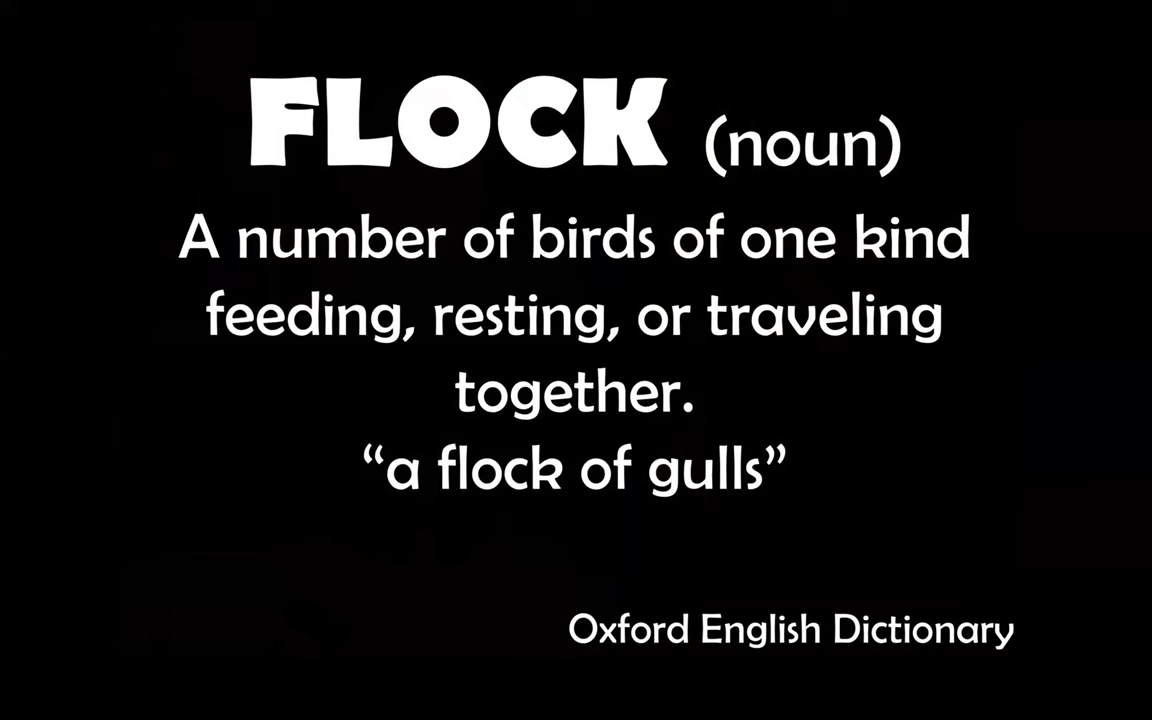 FLOCK (noun)
A number of birds of one kind
feeding, resting, or traveling
together.
“a flock of gulls”
Oxford English Dictionary